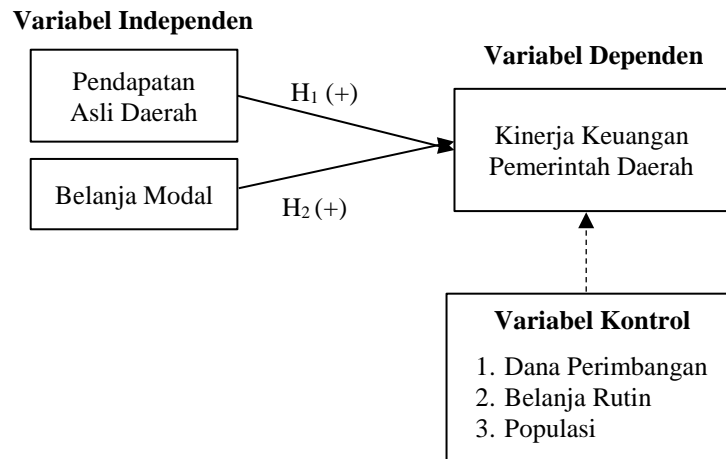 Variabel Independen
Pendapatan
Asli Daerah
H₁ (+)
Belanja Modal
H₂ (+)
Variabel Dependen
Kinerja Keuangan
Pemerintah Daerah
Variabel Kontrol
1. Dana Perimbangan
2. Belanja Rutin
3. Populasi